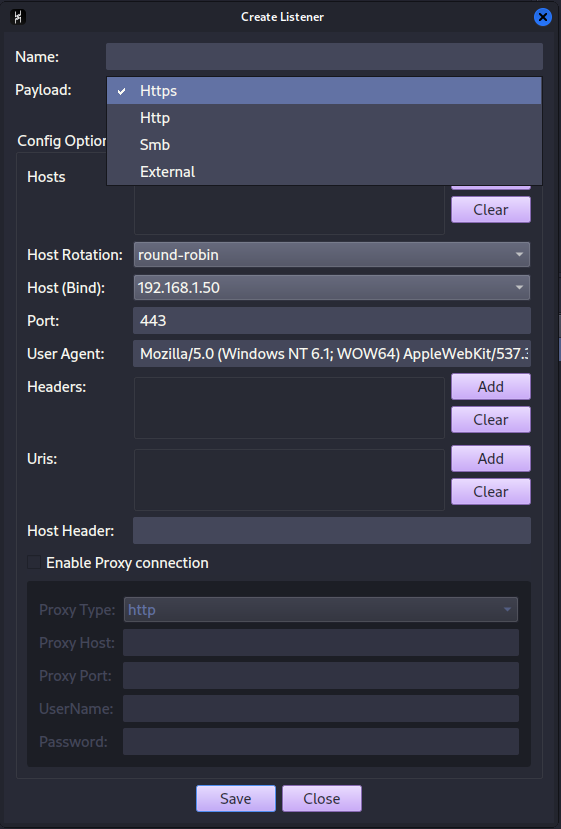 Create Listener
Name:
Payload:
Https
Http
Smb
External
Config Option
Hosts
Clear
Host Rotation: round-robin
Host (Bind): 192.168.1.50
Port: 443
User Agent: Mozilla/5.0 (Windows NT 6.1; WOW64) AppleWebKit/537.3
Headers: Add
Clear
Uris: Add
Clear
Host Header:
Enable Proxy connection
Proxy Type: http
Proxy Host:
Proxy Port:
UserName:
Password:
Save Close